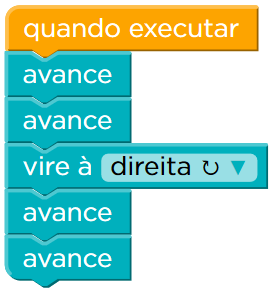 quando executar
avance
avance
vire à direita ↻ ▼
avance
avance